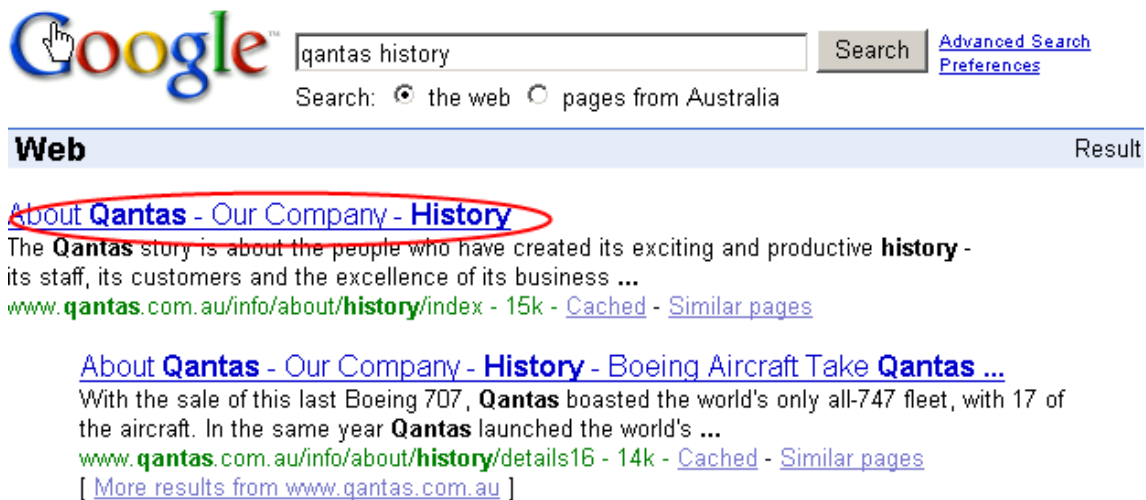 Google™
qantas history
Search
Advanced Search
Preferences
Search: the web pages from Australia
Web
Result
About Qantas - Our Company - History
The Qantas story is about the people who have created its exciting and productive history -
its staff, its customers and the excellence of its business ...
www.qantas.com.au/info/about/history/index - 15k - Cached - Similar pages
About Qantas - Our Company - History - Boeing Aircraft Take Qantas ...
With the sale of this last Boeing 707, Qantas boasted the world's only all-747 fleet, with 17 of
the aircraft. In the same year Qantas launched the world's ...
www.qantas.com.au/info/about/history/details16 - 14k - Cached - Similar pages
[ More results from www.qantas.com.au ]